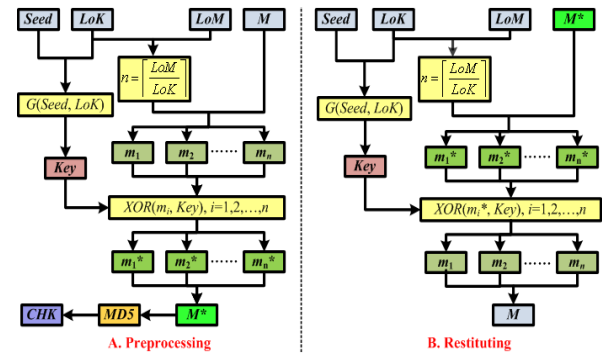 Seed LoK LoM M
n = ⌈LoM / LoK⌉
G(Seed, LoK)
Key
m1 m2 ······ mn
XOR(mi, Key), i=1,2,…,n
m1* m2* ······ mn*
CHK MD5 M*
A. Preprocessing
Seed LoK LoM M*
n = ⌈LoM / LoK⌉
G(Seed, LoK)
Key
m1* m2* ······ mn*
XOR(mi*, Key), i=1,2,…,n
m1 m2 ······ mn
M
B. Restituting